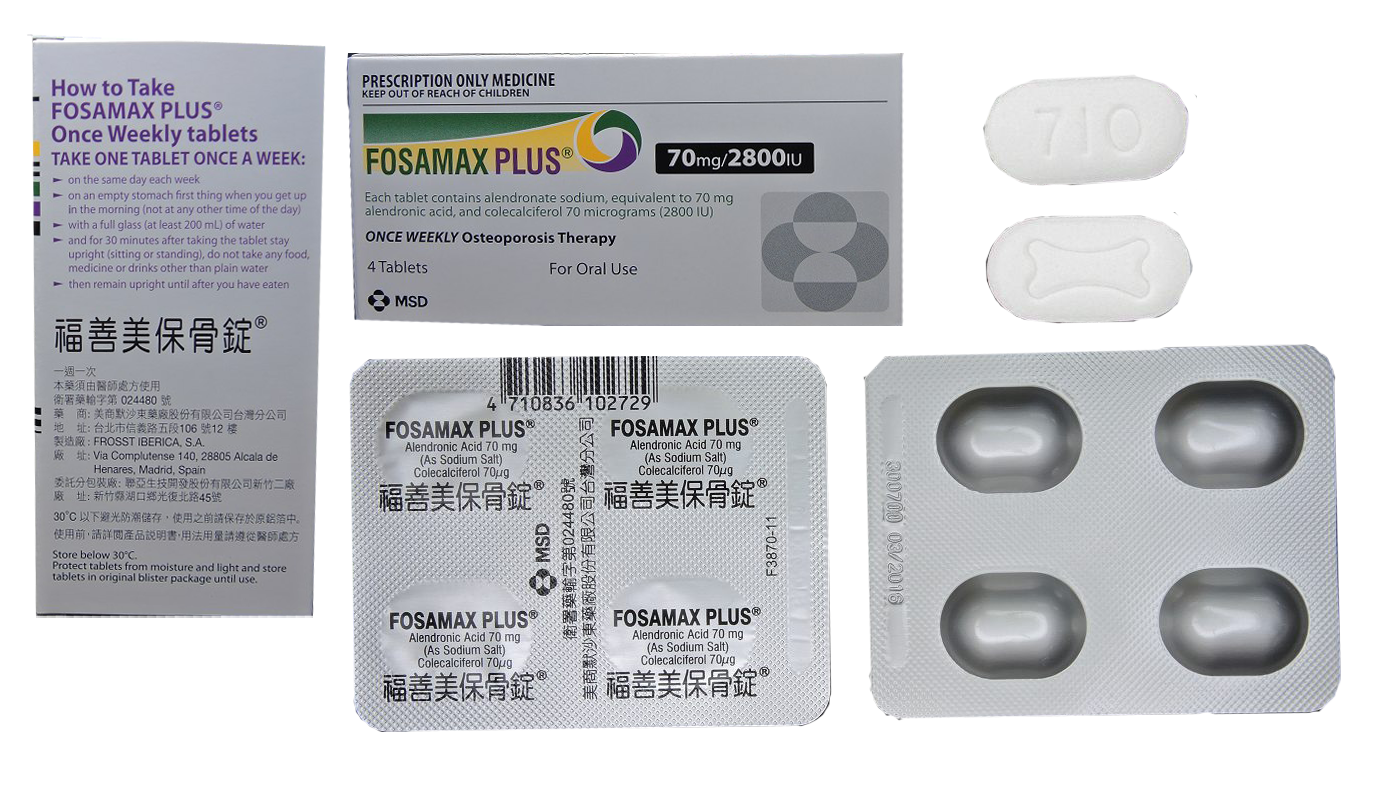 How to Take
FOSAMAX PLUS®
Once Weekly tablets
TAKE ONE TABLET ONCE A WEEK:
► on the same day each week
► on an empty stomach first thing when you get up
in the morning (not at any other time of the day)
► with a full glass (at least 200 mL) of water
► and for 30 minutes after taking the tablet stay
upright (sitting or standing), do not take any food,
medicine or drinks other than plain water
► then remain upright until after you have eaten
福善美保骨錠®
一週一次
本藥須由醫師處方使用
衛署藥輸字第 024480 號
藥 商: 美商默沙東藥廠股份有限公司台灣分公司
地 址: 台北市信義路五段106 號12 樓
製造廠: FROSST IBERICA, S.A.
廠 址: Via Complutense 140, 28805 Alcala de
Henares, Madrid, Spain
委託分包裝廠: 聯亞生技開發股份有限公司新竹二廠
廠 址: 新竹縣湖口鄉光復北路45號
30°C 以下避光防潮儲存，使用之前請保存於原鋁箔中。
使用前，請詳閱產品說明書，用法用量請遵從醫師處方
Store below 30°C.
Protect tablets from moisture and light and store
tablets in original blister package until use.
PRESCRIPTION ONLY MEDICINE
KEEP OUT OF REACH OF CHILDREN
FOSAMAX PLUS®
70mg/2800IU
Each tablet contains alendronate sodium, equivalent to 70 mg
alendronic acid, and colecalciferol 70 micrograms (2800 IU)
ONCE WEEKLY Osteoporosis Therapy
4 Tablets For Oral Use
MSD
710
4 710836 102729
FOSAMAX PLUS®
Alendronic Acid 70 mg
(As Sodium Salt)
Colecalciferol 70μg
福善美保骨錠®
FOSAMAX PLUS®
Alendronic Acid 70 mg
(As Sodium Salt)
Colecalciferol 70μg
福善美保骨錠®
MSD
衛署藥輸字第024480號
美商默沙東藥廠股份有限公司台灣分公司
F3870-11
FOSAMAX PLUS®
Alendronic Acid 70 mg
(As Sodium Salt)
Colecalciferol 70μg
福善美保骨錠®
FOSAMAX PLUS®
Alendronic Acid 70 mg
(As Sodium Salt)
Colecalciferol 70μg
福善美保骨錠®
03/2016